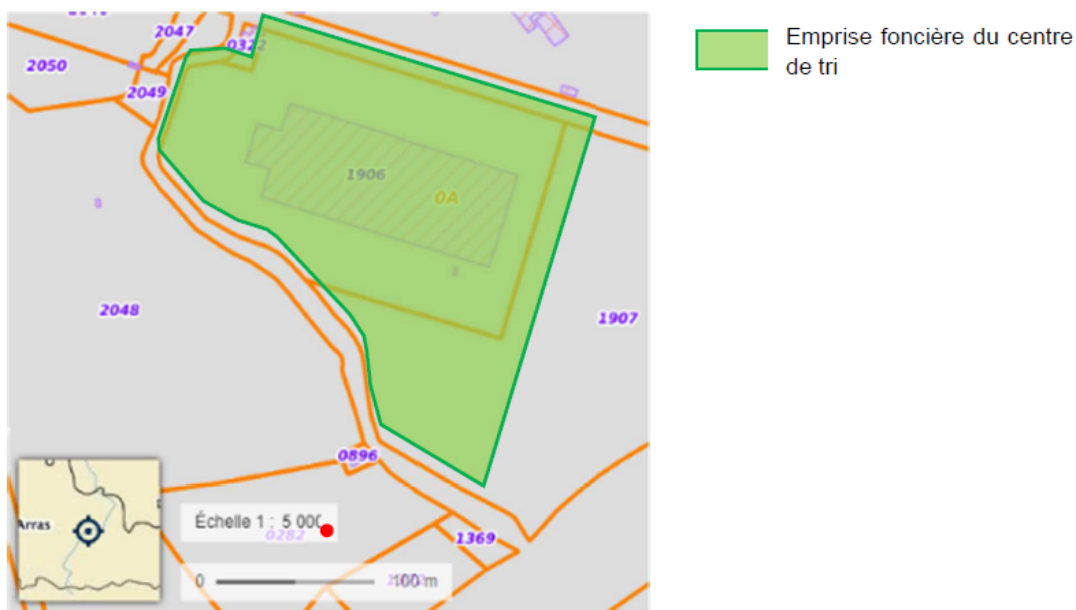 2047
0322
2050
2049
1906
0A
2048
1907
0896
Arras
Échelle 1 : 5 000
0282
1369
0
100 m
Emprise foncière du centre
de tri